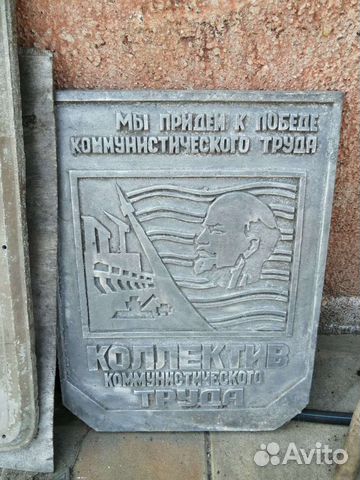 МЫ ПРИДЕМ К ПОБЕДЕ
КОММУНИСТИЧЕСКОГО ТРУДА
КОЛЛЕКТИВ
КОММУНИСТИЧЕСКОГО
ТРУДА
Avito